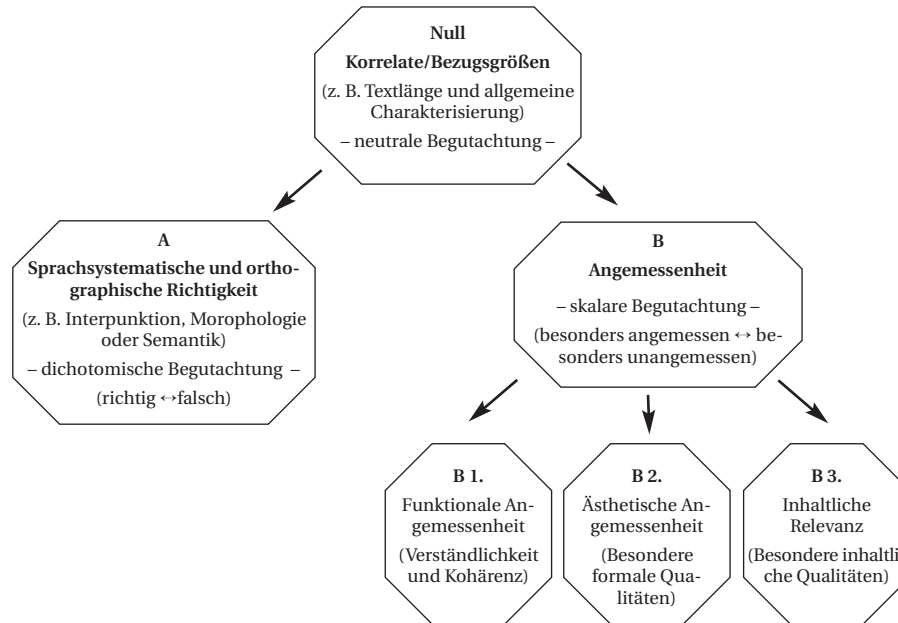 Null
Korrelate/Bezugsgrößen
(z. B. Textlänge und allgemeine
Charakterisierung)
– neutrale Begutachtung –
A
Sprachsystematische und ortho-
graphische Richtigkeit
(z. B. Interpunktion, Morophologie
oder Semantik)
– dichotomische Begutachtung –
(richtig ↔falsch)
B
Angemessenheit
– skalare Begutachtung –
(besonders angemessen ↔ be-
sonders unangemessen)
B 1.
Funktionale An-
gemessenheit
(Verständlichkeit
und Kohärenz)
B 2.
Ästhetische An-
gemessenheit
(Besondere
formale Qua-
litäten)
B 3.
Inhaltliche
Relevanz
(Besondere inhaltli
che Qualitäten)